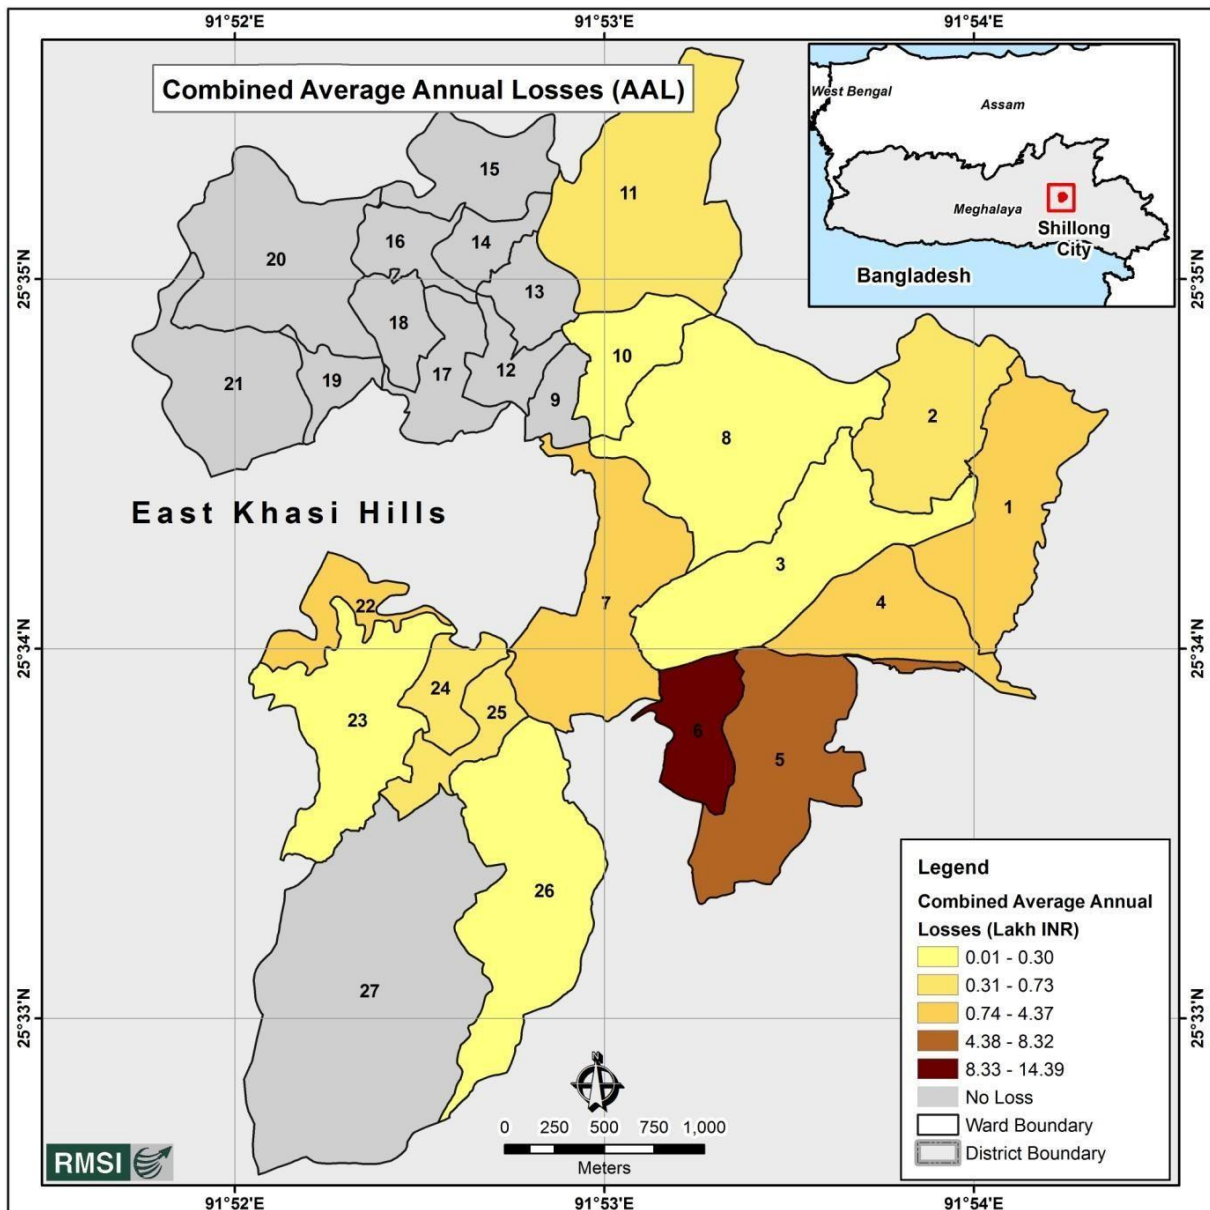 91°52'E 91°53'E 91°54'E
Combined Average Annual Losses (AAL)
West Bengal
Assam
Meghalaya
Shillong
City
Bangladesh
25°35'N
25°35'N
15
11
16
14
20
13
18
10
12
17
19
21
9
2
8
1
East Khasi Hills
3
4
22
7
25°34'N
25°34'N
24
25
23
6
5
26
27
25°33'N
25°33'N
Legend
Combined Average Annual
Losses (Lakh INR)
0.01 - 0.30
0.31 - 0.73
0.74 - 4.37
4.38 - 8.32
8.33 - 14.39
No Loss
Ward Boundary
District Boundary
N
0 250 500 750 1,000
Meters
RMSI
91°52'E 91°53'E 91°54'E